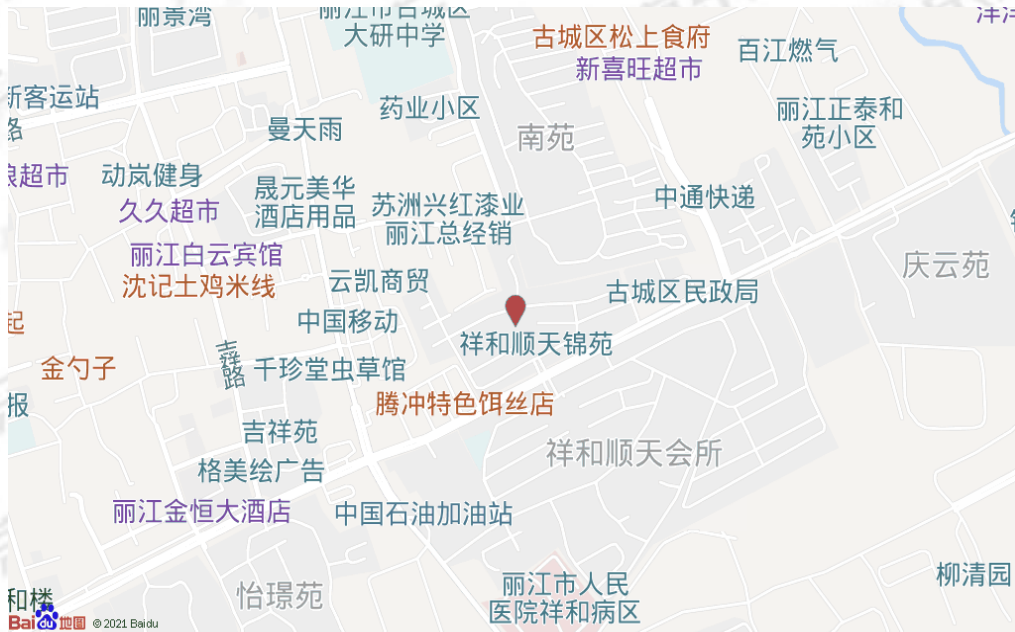 丽景湾
丽江市古城区
大研中学
古城区松上食府
新喜旺超市
百江燃气
新客运站
路
药业小区
曼天雨
南苑
丽江正泰和
苑小区
浪超市
动岚健身
久久超市
晟元美华
酒店用品
苏洲兴红漆业
丽江总经销
中通快递
丽江白云宾馆
沈记土鸡米线
云凯商贸
古城区民政局
庆云苑
起
中国移动
祥和顺天锦苑
金勺子
吉祥路
千珍堂虫草馆
报
腾冲特色饵丝店
吉祥苑
格美绘广告
祥和顺天会所
丽江金恒大酒店
中国石油加油站
怡璟苑
丽江市人民
医院祥和病区
柳清园
和楼
Bai du 地图 © 2021 Baidu